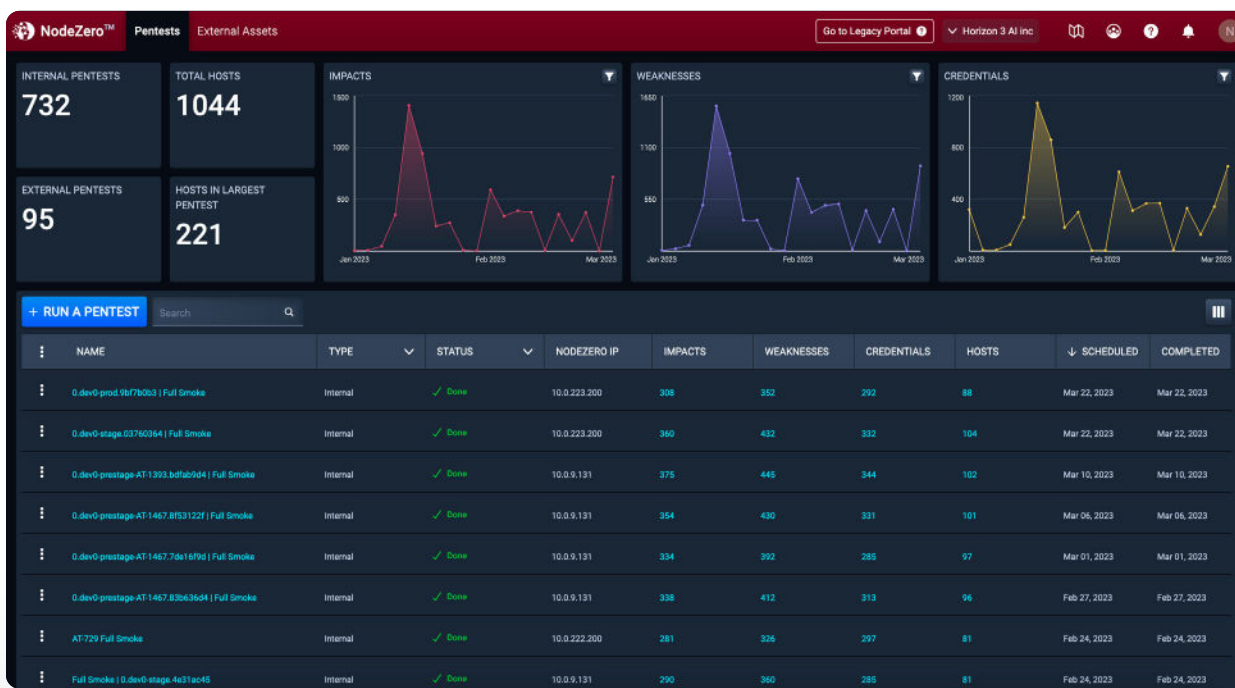 NodeZero™ Pentests External Assets Go to Legacy Portal ? Horizon 3 AI inc ? N
INTERNAL PENTESTS
732
TOTAL HOSTS
1044
EXTERNAL PENTESTS
95
HOSTS IN LARGEST
PENTEST
221
IMPACTS
1500
1000
500
Jan 2023 Feb 2023 Mar 2023
WEAKNESSES
1650
1100
550
Jan 2023 Feb 2023 Mar 2023
CREDENTIALS
1200
800
400
Jan 2023 Feb 2023 Mar 2023
+ RUN A PENTEST Search
NAME TYPE STATUS NODEZERO IP IMPACTS WEAKNESSES CREDENTIALS HOSTS SCHEDULED COMPLETED
0.dev0-prod.9bf7b0b3 | Full Smoke Internal Done 10.0.223.200 308 352 292 88 Mar 22, 2023 Mar 22, 2023
0.dev0-stage.03760364 | Full Smoke Internal Done 10.0.223.200 360 432 332 104 Mar 22, 2023 Mar 22, 2023
0.dev0-prestage-AT-1393.bdfab9d4 | Full Smoke Internal Done 10.0.9.131 375 445 344 102 Mar 10, 2023 Mar 10, 2023
0.dev0-prestage-AT-1467.8f53122f | Full Smoke Internal Done 10.0.9.131 354 430 331 101 Mar 06, 2023 Mar 06, 2023
0.dev0-prestage-AT-1467.7de16f9d | Full Smoke Internal Done 10.0.9.131 334 392 285 97 Mar 01, 2023 Mar 01, 2023
0.dev0-prestage-AT-1467.83b636d4 | Full Smoke Internal Done 10.0.9.131 338 412 313 96 Feb 27, 2023 Feb 27, 2023
AT-729 Full Smoke Internal Done 10.0.222.200 281 326 297 81 Feb 24, 2023 Feb 24, 2023
Full Smoke | 0.dev0-stage.4e31ac45 Internal Done 10.0.9.131 290 360 285 81 Feb 24, 2023 Feb 24, 2023